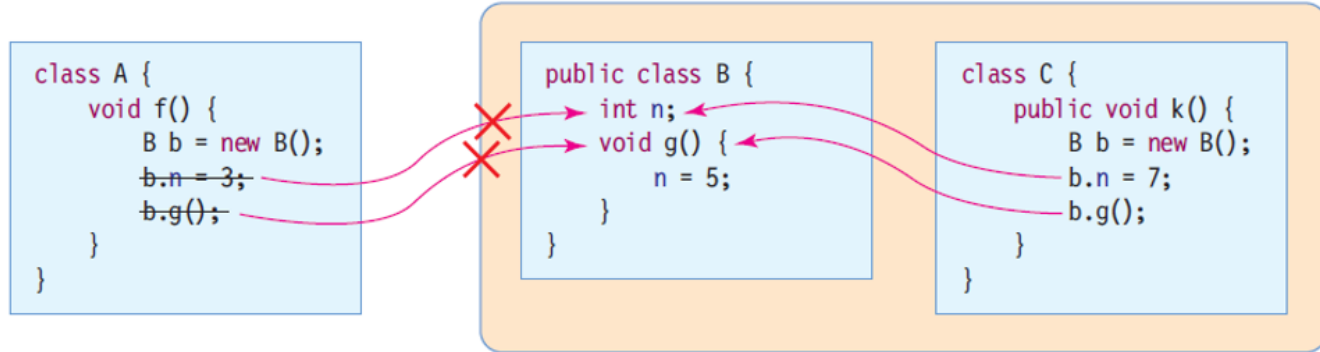 class A {
void f() {
B b = new B();
b.n = 3;
b.g();
}
}
public class B {
int n;
void g() {
n = 5;
}
}
class C {
public void k() {
B b = new B();
b.n = 7;
b.g();
}
}